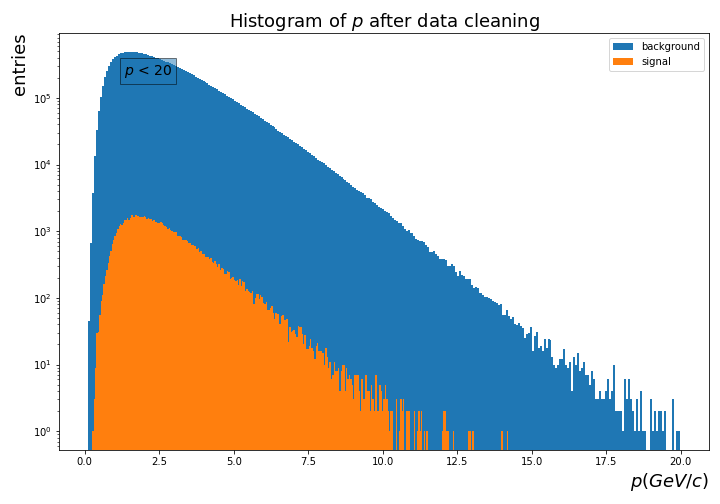 Histogram of p after data cleaning
entries
background
signal
p < 20
10⁵
10⁴
10³
10²
10¹
10⁰
0.0 2.5 5.0 7.5 10.0 12.5 15.0 17.5 20.0
p(GeV/c)